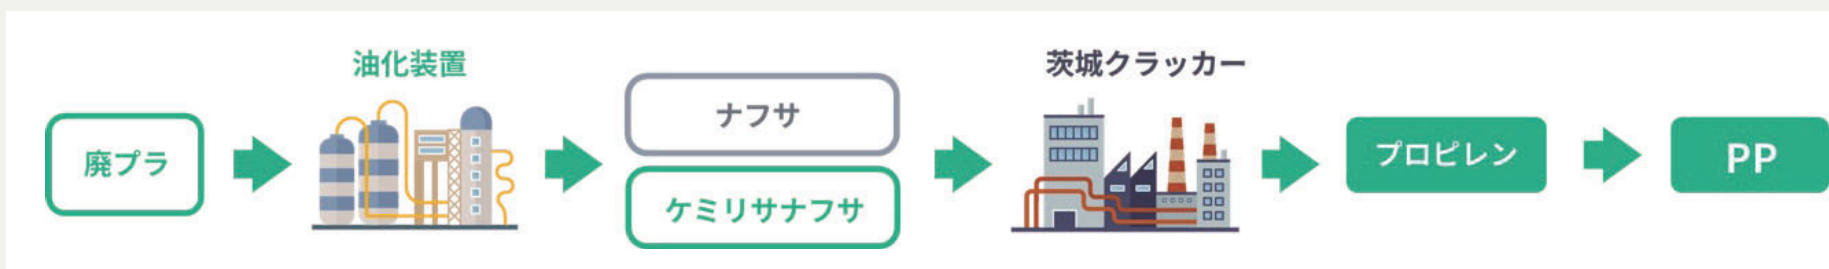 廃プラ
油化装置
ナフサ
ケミリサナフサ
茨城クラッカー
プロピレン
PP